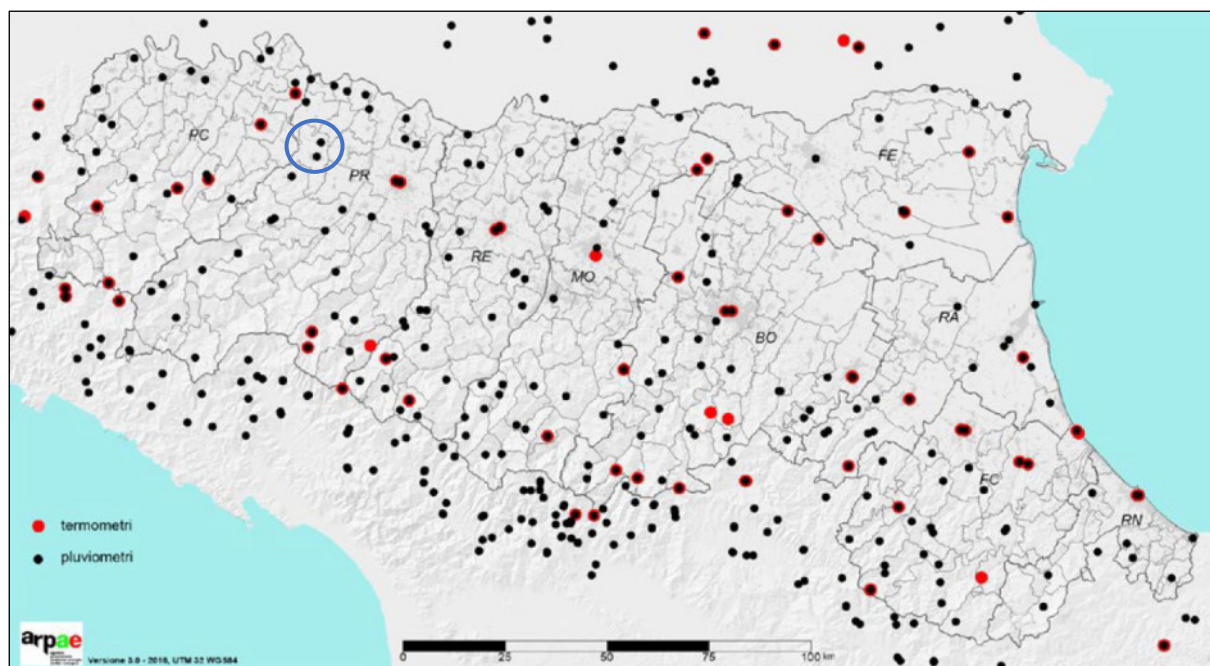 PC
FE
PR
RE
MO
BO
RA
FC
RN
termometri
pluviometri
arpae
Versione 3.0 - 2016, UTM 32 WGS84
0 25 50 75 100
km